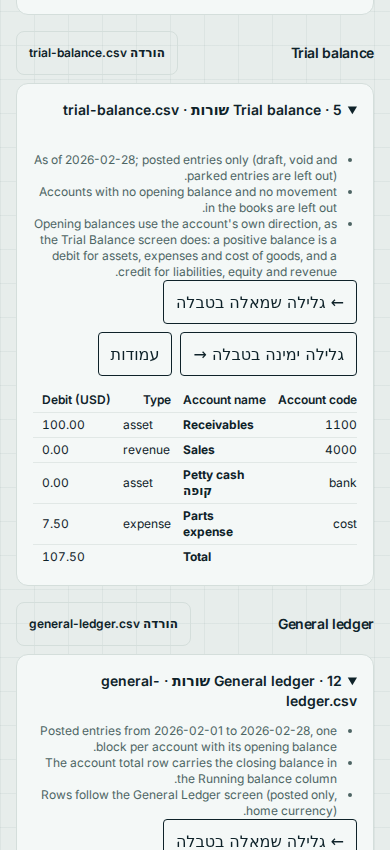 Trial balance
הורדה trial-balance.csv
▼ Trial balance · 5 שורות · trial-balance.csv
• As of 2026-02-28; posted entries only (draft, void and
parked entries are left out).
• Accounts with no opening balance and no movement
in the books are left out.
• Opening balances use the account's own direction, as
the Trial Balance screen does: a positive balance is a
debit for assets, expenses and cost of goods, and a
credit for liabilities, equity and revenue.
← גלילה שמאלה בטבלה
גלילה ימינה בטבלה →
עמודות
Account code Account name Type Debit (USD)
1100 Receivables asset 100.00
4000 Sales revenue 0.00
bank Petty cash asset 0.00
קופה
cost Parts expense 7.50
expense
Total 107.50
General ledger
הורדה general-ledger.csv
▼ General ledger · 12 שורות · general-
ledger.csv
• Posted entries from 2026-02-01 to 2026-02-28, one
block per account with its opening balance.
• The account total row carries the closing balance in
the Running balance column.
• Rows follow the General Ledger screen (posted only,
home currency).
← גלילה שמאלה בטבלה